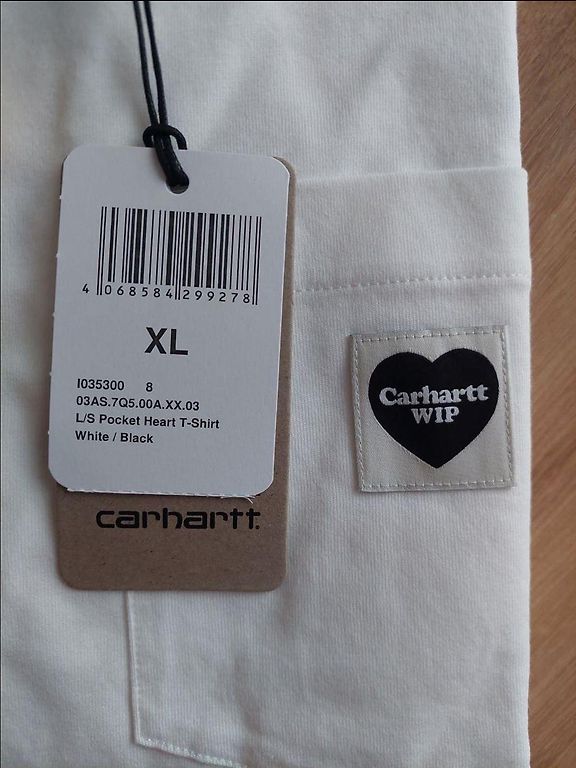 4 068584 299278
XL
I035300 8
03AS.7Q5.00A.XX.03
L/S Pocket Heart T-Shirt
White / Black
carhartt.
Carhartt
WIP